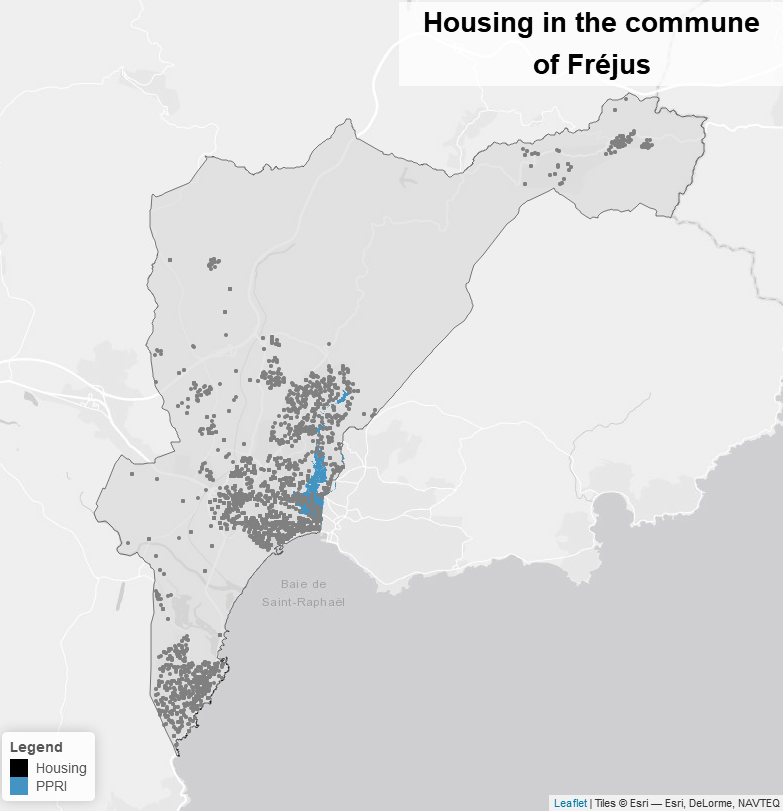 Housing in the commune
of Fréjus
Baie de
Saint-Raphaël
Legend
Housing
PPRI
Leaflet | Tiles © Esri — Esri, DeLorme, NAVTEQ